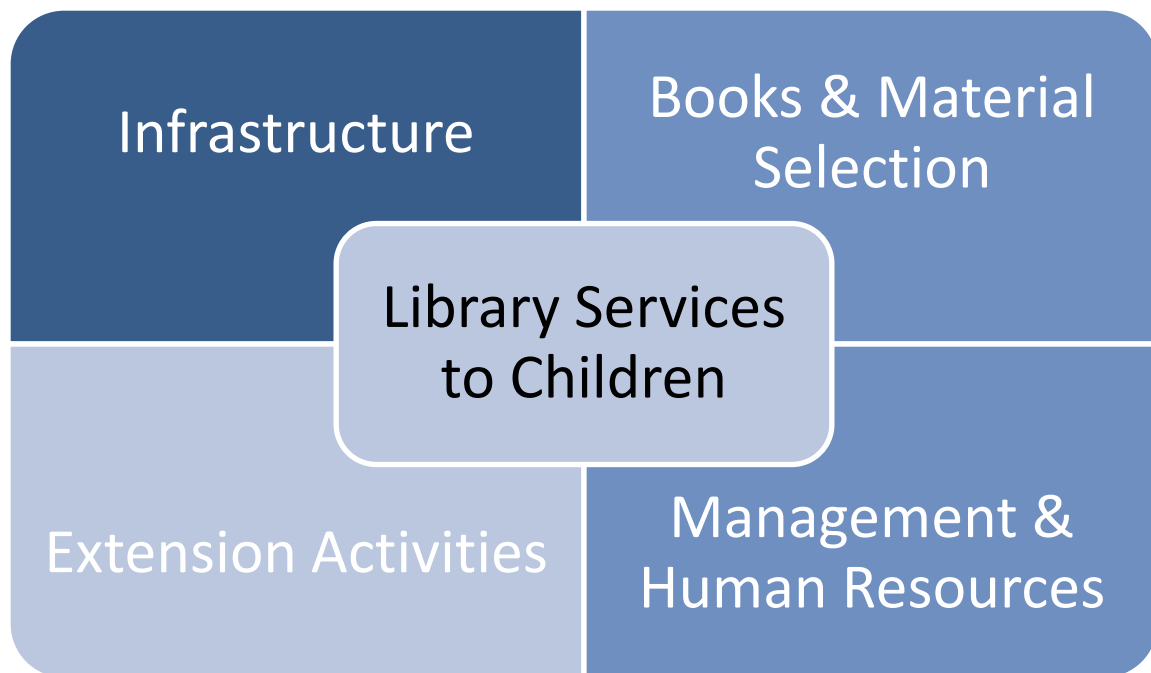 Infrastructure
Books & Material
Selection
Library Services
to Children
Extension Activities
Management &
Human Resources